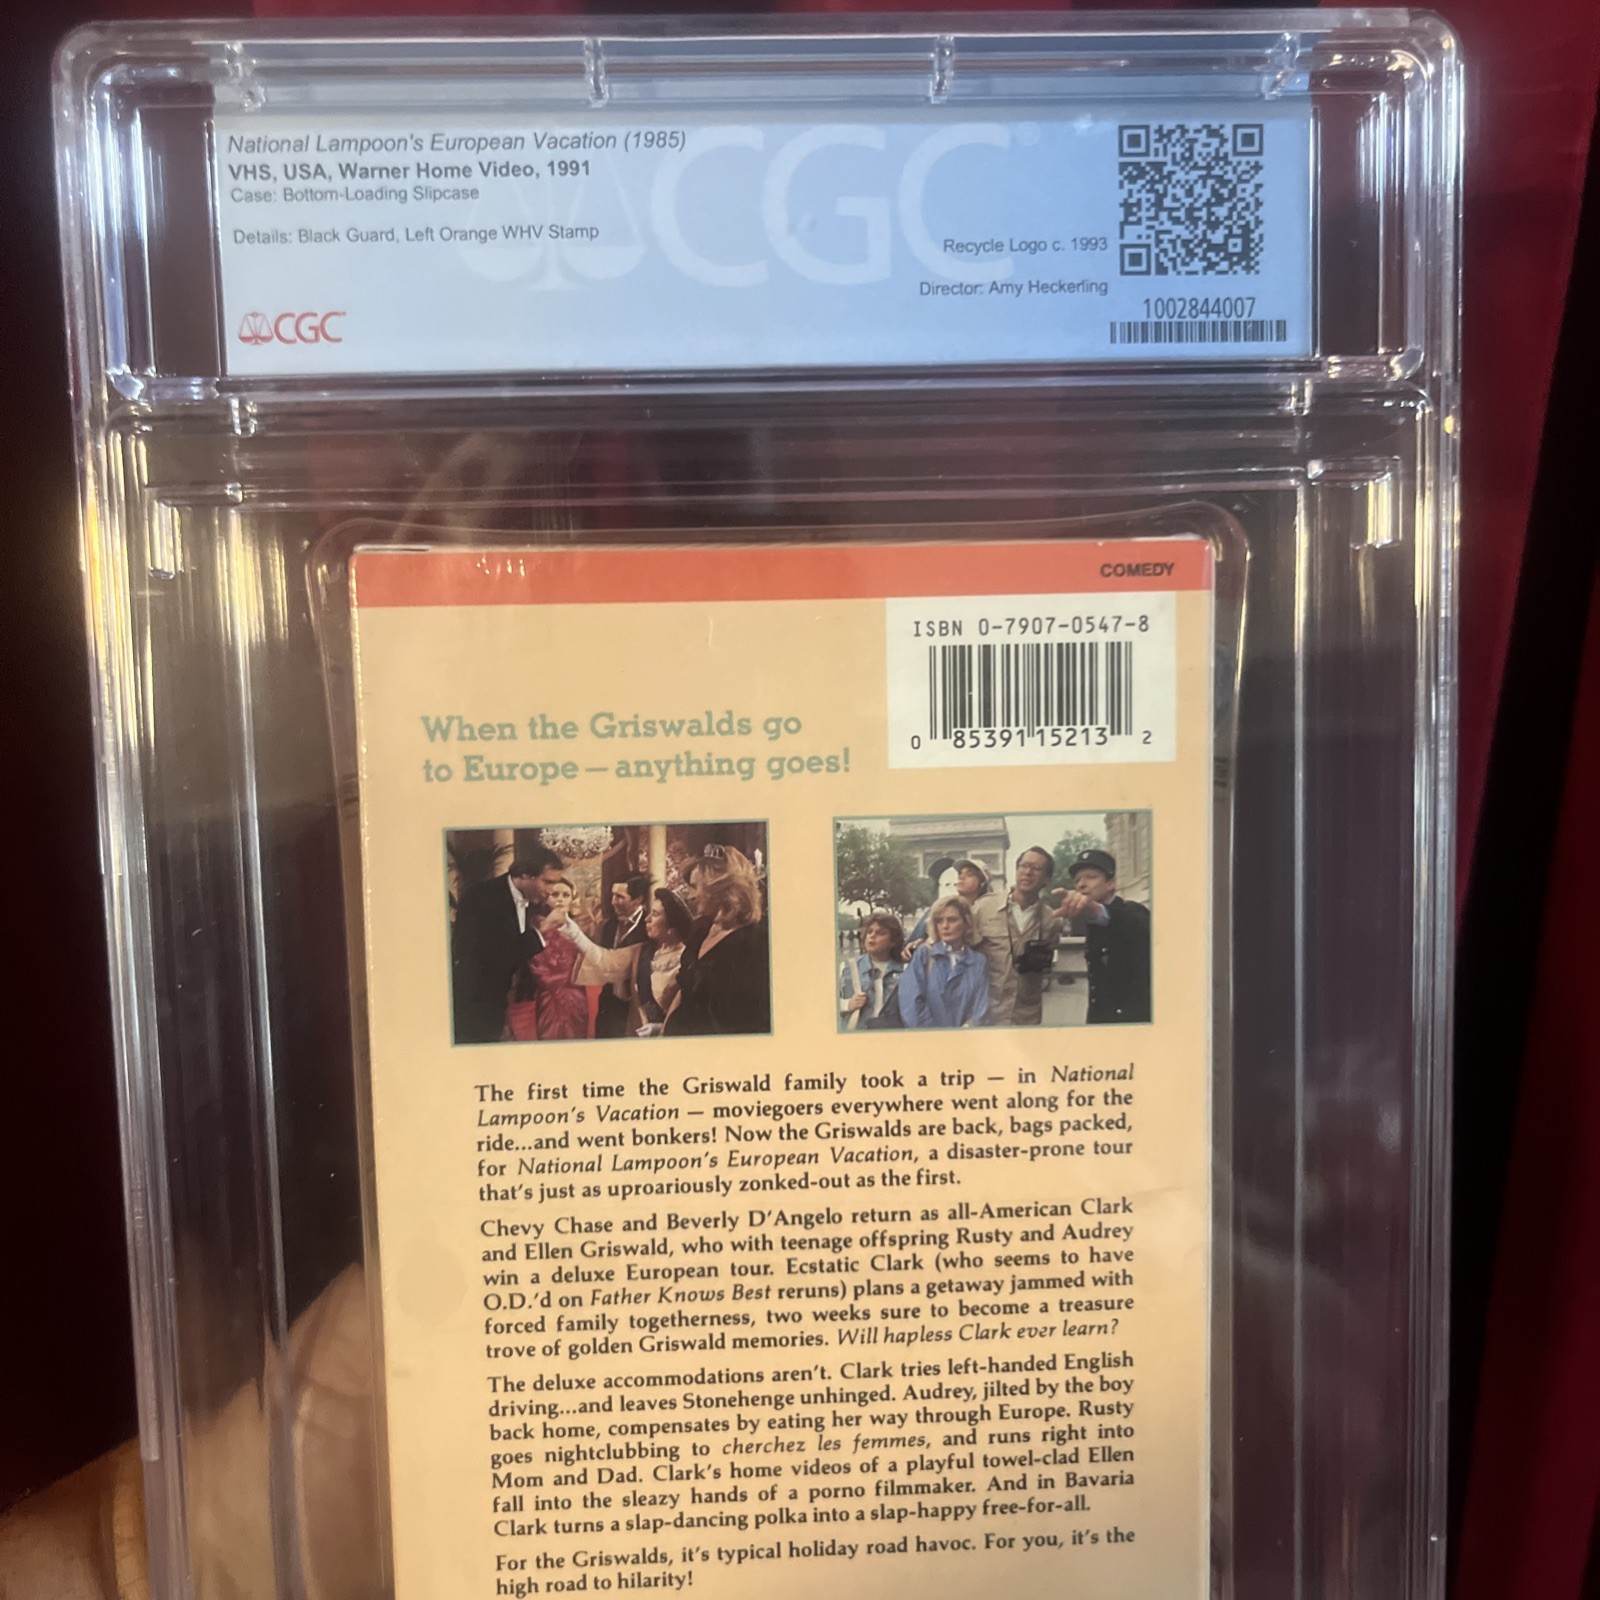 National Lampoon's European Vacation (1985)
VHS, USA, Warner Home Video, 1991
Case: Bottom-Loading Slipcase
Details: Black Guard, Left Orange WHV Stamp
Recycle Logo c. 1993
Director: Amy Heckerling
1002844007
CGC
CGC
COMEDY
ISBN 0-7907-0547-8
0 85391 15213 2
When the Griswalds go
to Europe — anything goes!
The first time the Griswald family took a trip — in National
Lampoon's Vacation — moviegoers everywhere went along for the
ride...and went bonkers! Now the Griswalds are back, bags packed,
for National Lampoon's European Vacation, a disaster-prone tour
that's just as uproariously zonked-out as the first.
Chevy Chase and Beverly D'Angelo return as all-American Clark
and Ellen Griswald, who with teenage offspring Rusty and Audrey
win a deluxe European tour. Ecstatic Clark (who seems to have
O.D.'d on Father Knows Best reruns) plans a getaway jammed with
forced family togetherness, two weeks sure to become a treasure
trove of golden Griswald memories. Will hapless Clark ever learn?
The deluxe accommodations aren't. Clark tries left-handed English
driving...and leaves Stonehenge unhinged. Audrey, jilted by the boy
back home, compensates by eating her way through Europe. Rusty
goes nightclubbing to cherchez les femmes, and runs right into
Mom and Dad. Clark's home videos of a playful towel-clad Ellen
fall into the sleazy hands of a porno filmmaker. And in Bavaria
Clark turns a slap-dancing polka into a slap-happy free-for-all.
For the Griswalds, it's typical holiday road havoc. For you, it's the
high road to hilarity!